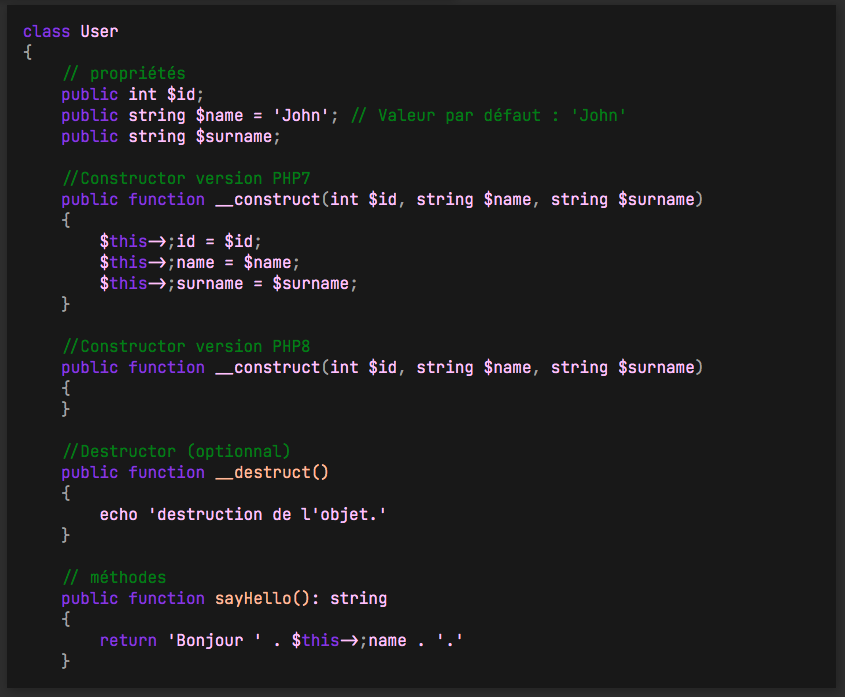 class User
{
    // propriétés
    public int $id;
    public string $name = 'John'; // Valeur par défaut : 'John'
    public string $surname;

    //Constructor version PHP7
    public function __construct(int $id, string $name, string $surname)
    {
        $this->;id = $id;
        $this->;name = $name;
        $this->;surname = $surname;
    }

    //Constructor version PHP8
    public function __construct(int $id, string $name, string $surname)
    {
    }

    //Destructor (optionnal)
    public function __destruct()
    {
        echo 'destruction de l'objet.'
    }

    // méthodes
    public function sayHello(): string
    {
        return 'Bonjour ' . $this->;name . '.'
    }